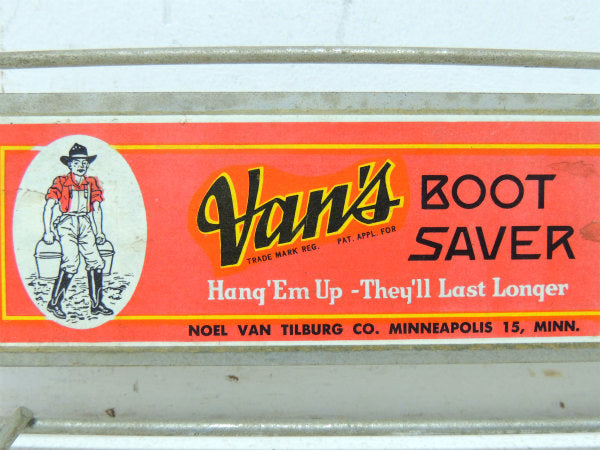 Van's
TRADE MARK REG. PAT. APPL. FOR
BOOT
SAVER
Hang 'Em Up - They'll Last Longer
NOEL VAN TILBURG CO. MINNEAPOLIS 15, MINN.